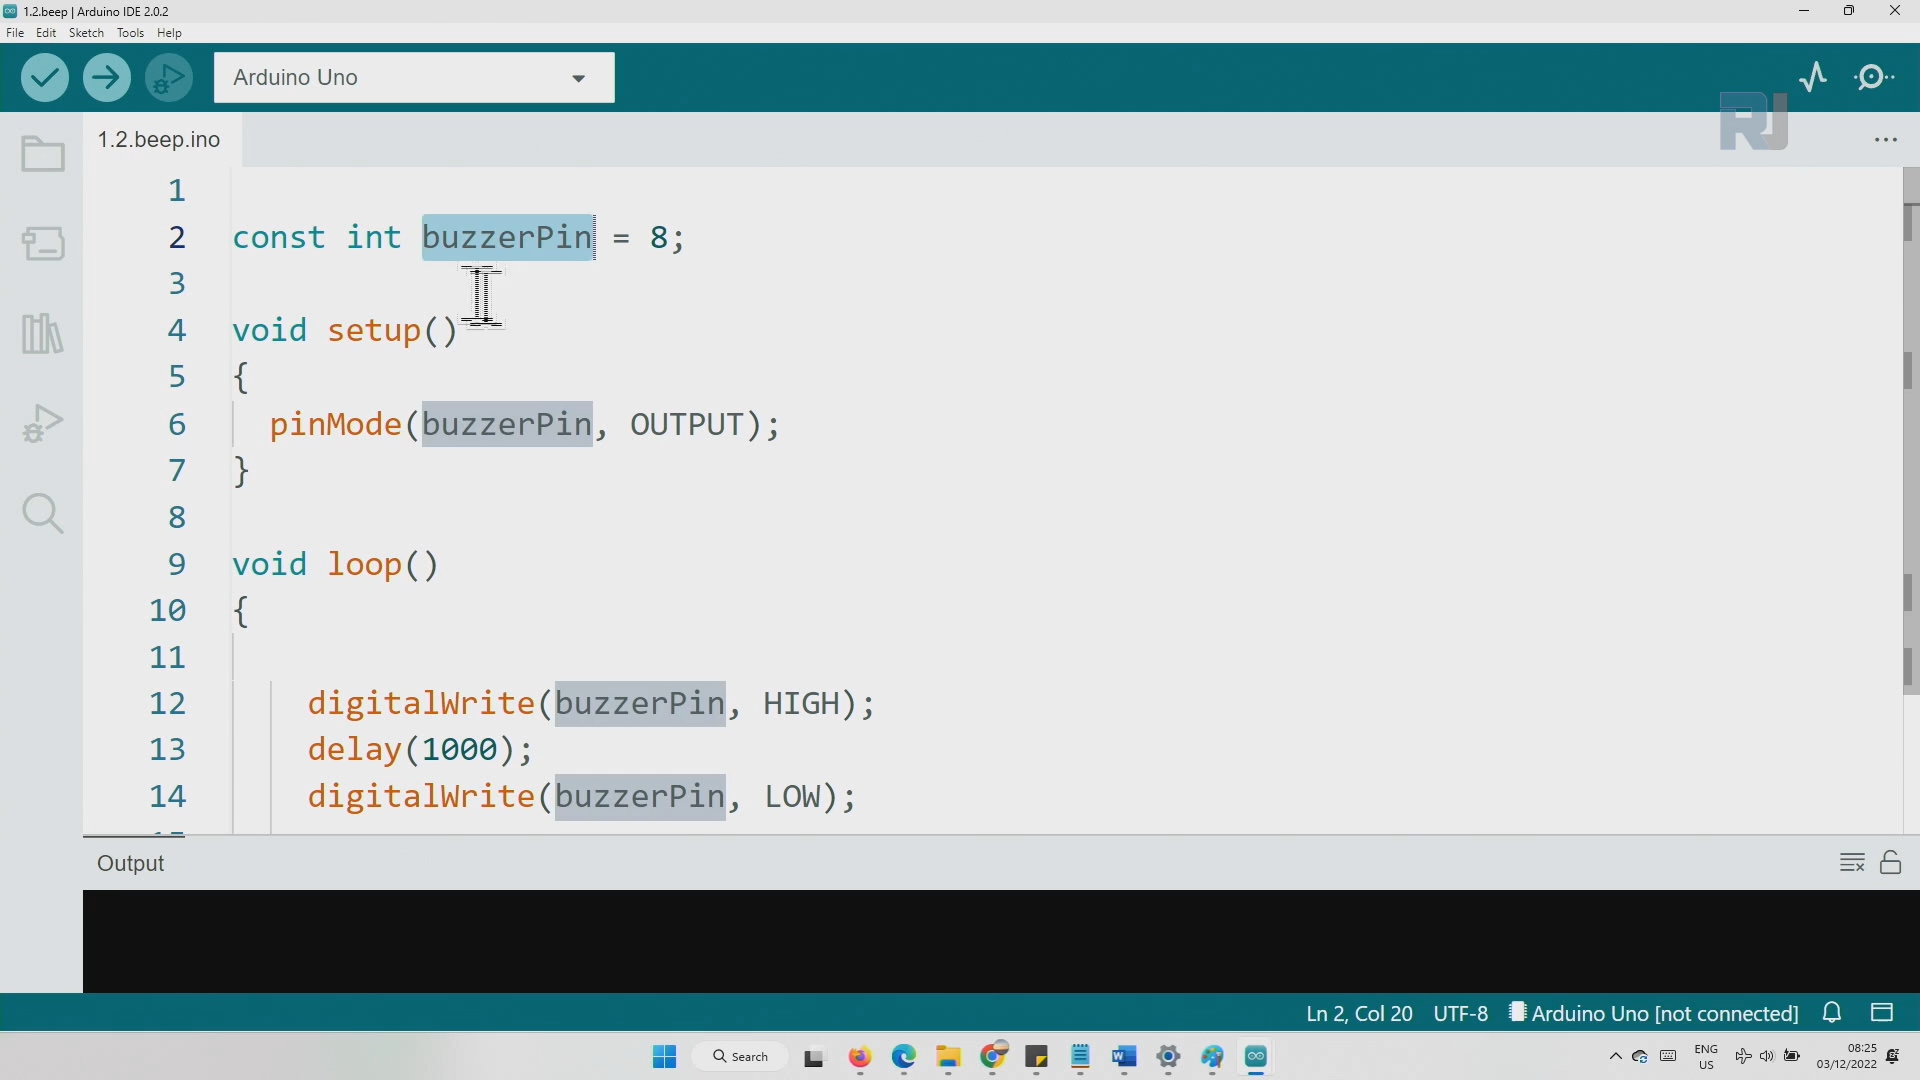 1.2.beep | Arduino IDE 2.0.2
File Edit Sketch Tools Help
Arduino Uno
RJ
1.2.beep.ino
1
2 const int buzzerPin = 8;
3
4 void setup()
5 {
6 pinMode(buzzerPin, OUTPUT);
7 }
8
9 void loop()
10 {
11
12 digitalWrite(buzzerPin, HIGH);
13 delay(1000);
14 digitalWrite(buzzerPin, LOW);
Output
Ln 2, Col 20 UTF-8 Arduino Uno [not connected]
Search
ENG
US
08:25
03/12/2022